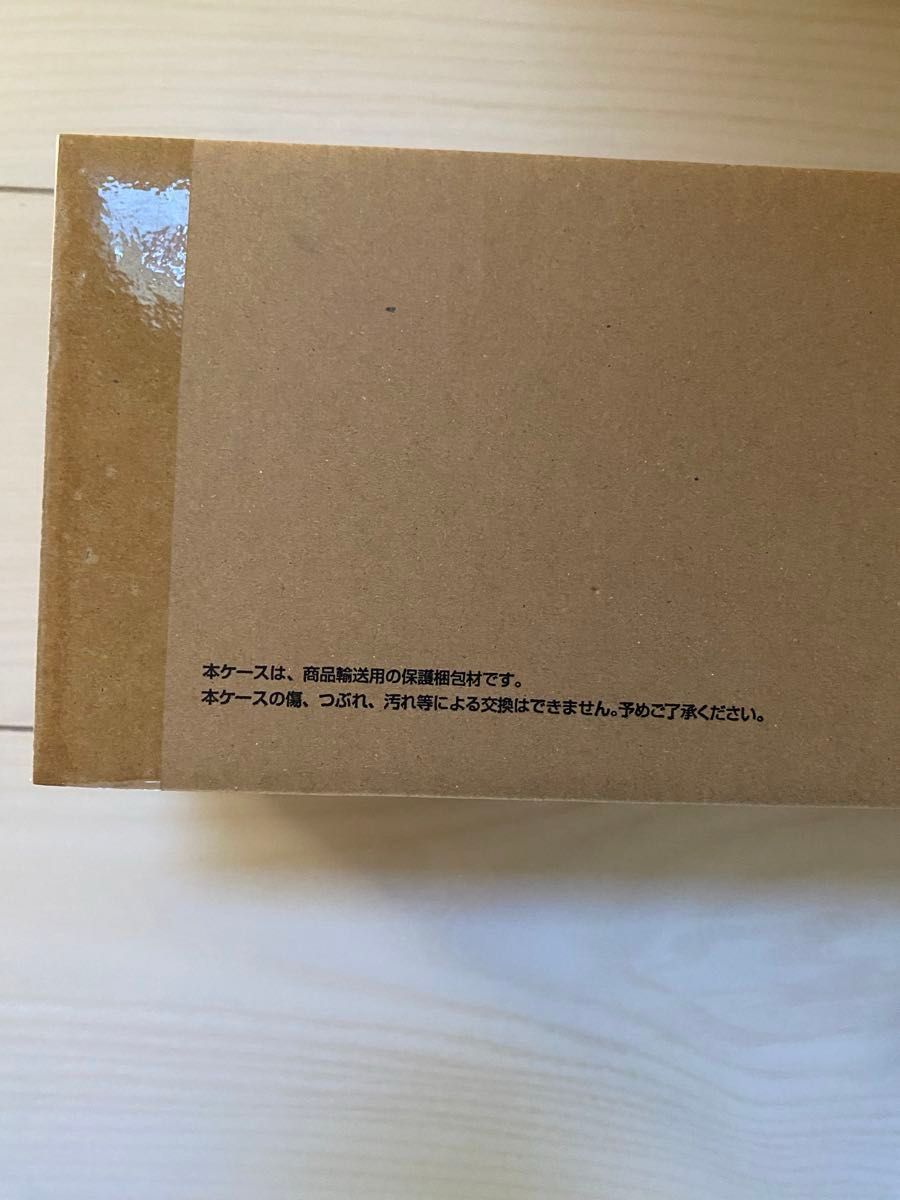 本ケースは、商品輸送用の保護梱包材です。
本ケースの傷、つぶれ、汚れ等による交換はできません。予めご了承ください。